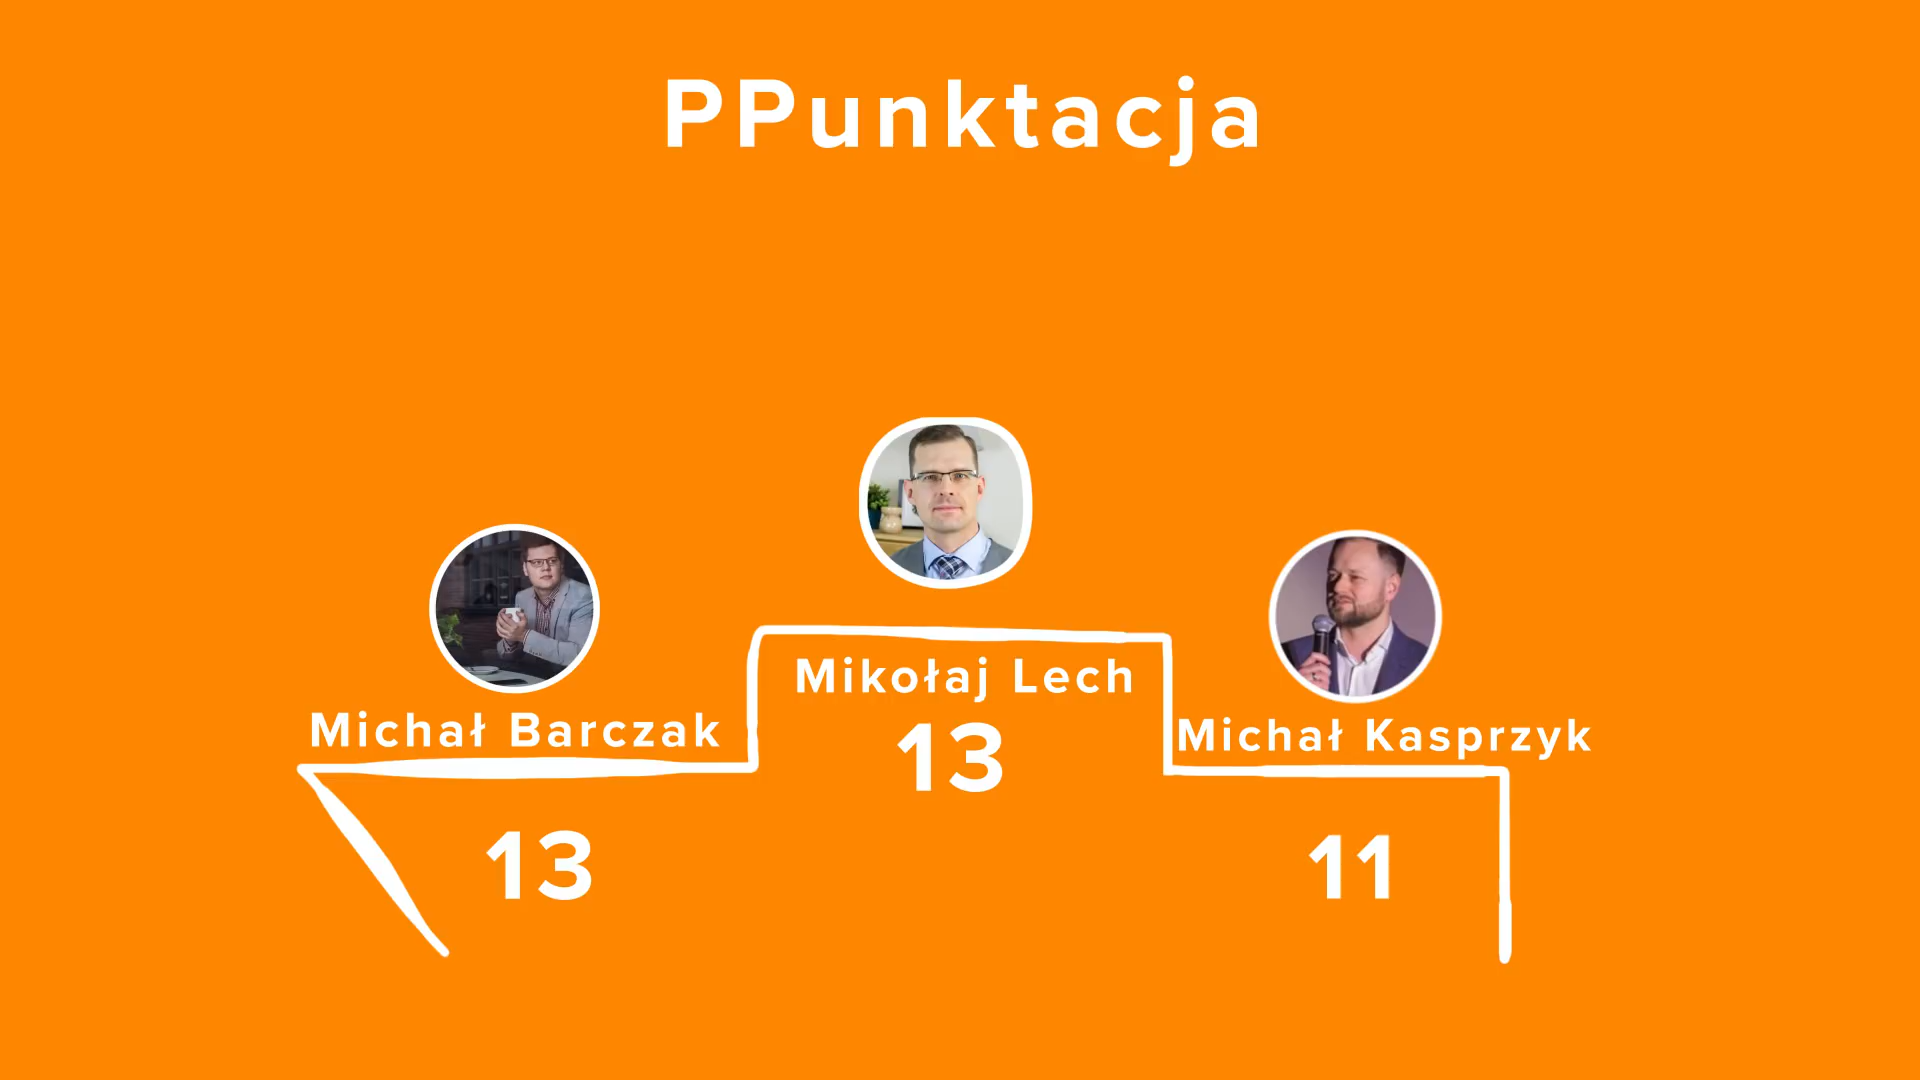 PPunktacja
Mikołaj Lech
13
Michał Barczak
13
Michał Kasprzyk
11